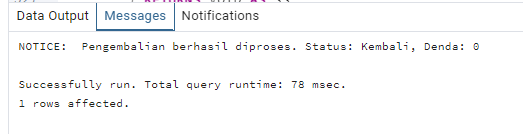 Data Output Messages Notifications
NOTICE:  Pengembalian berhasil diproses. Status: Kembali, Denda: 0
Successfully run. Total query runtime: 78 msec.
1 rows affected.